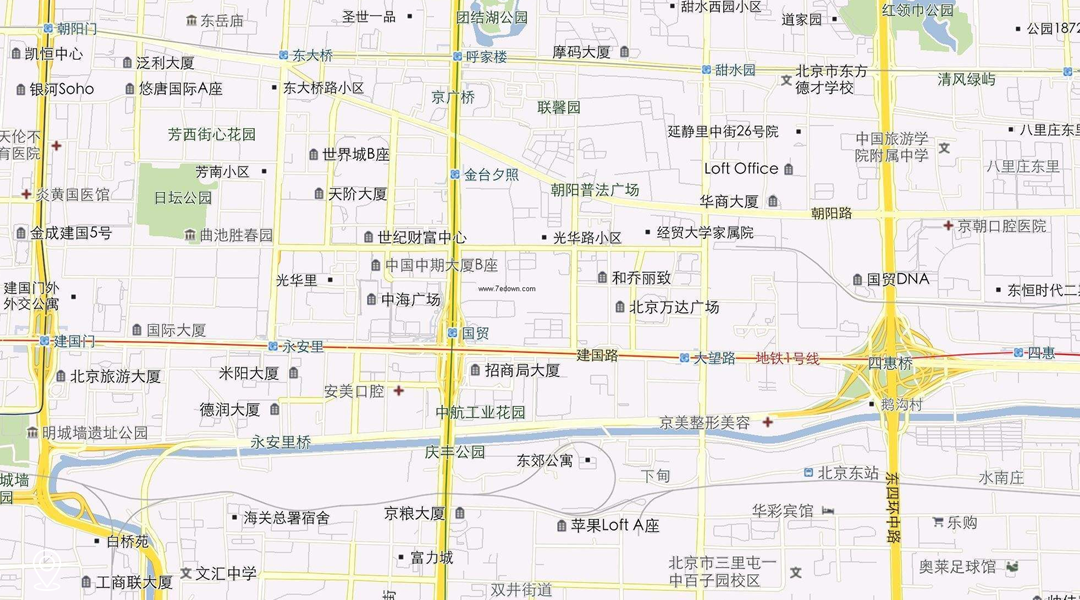 圣世一品
团结湖公园
甜水西园小区
红领巾公园
东岳庙
道家园
朝阳门
公园1872
凯恒中心
泛利大厦
东大桥
呼家楼
摩码大厦
甜水园
北京市东方
德才学校
清风绿屿
银河Soho
悠唐国际A座
东大桥路小区
京广桥
联馨园
天伦不
育医院
芳西街心花园
延静里中街26号院
中国旅游学
院附属中学
八里庄东里
世界城B座
八里庄东里
芳南小区
金台夕照
Loft Office
炎黄国医馆
日坛公园
天阶大厦
朝阳普法广场
华商大厦
朝阳路
金成建国5号
曲池胜春园
世纪财富中心
光华路小区
经贸大学家属院
京朝口腔医院
中国中期大厦B座
建国门外
外交公寓
光华里
中海广场
www.7edown.com
和乔丽致
国贸DNA
东恒时代二
北京万达广场
建国门
国际大厦
永安里
国贸
建国路
大望路
地铁1号线
四惠桥
四惠
北京旅游大厦
米阳大厦
安美口腔
招商局大厦
鹅沟村
德润大厦
中航工业花园
京美整形美容
明城墙遗址公园
永安里桥
庆丰公园
东郊公寓
下甸
北京东站
水南庄
城墙
园
东四环中路
海关总署宿舍
京粮大厦
苹果Loft A座
华彩宾馆
乐购
白桥苑
富力城
北京市三里屯一
中百子园校区
奥莱足球馆
工商联大厦
文汇中学
双井街道